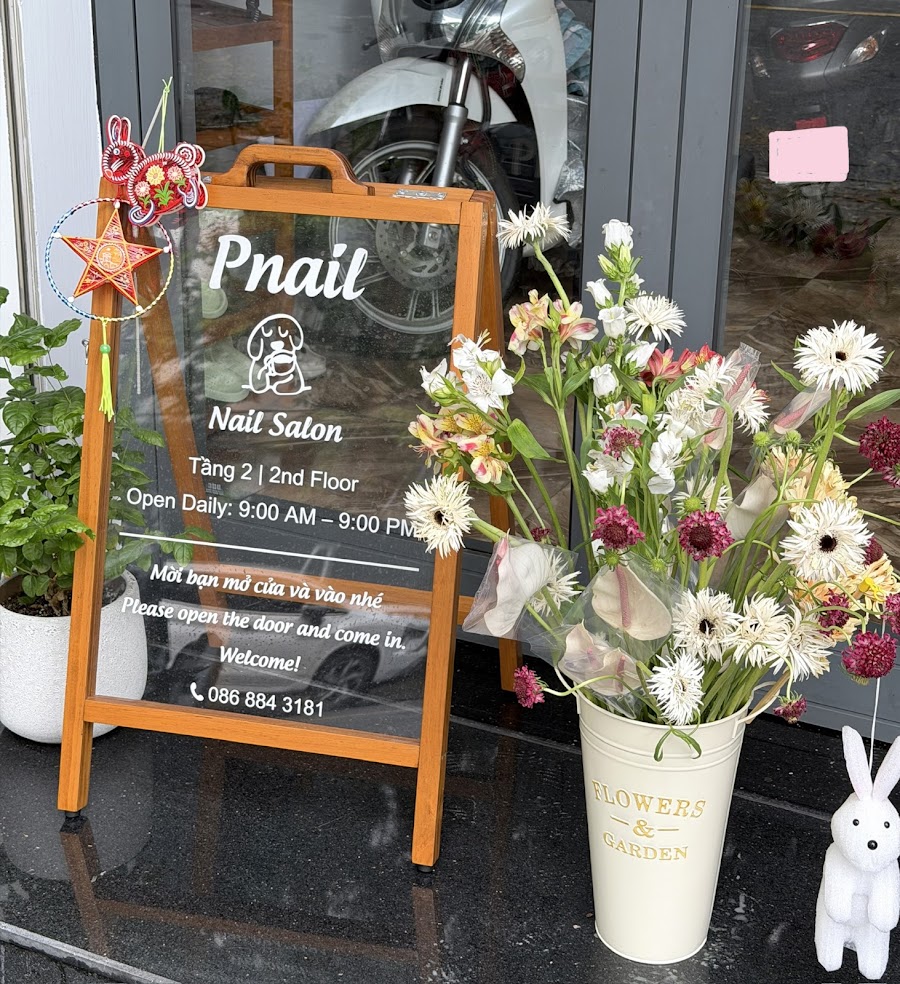 Pnail
Nail Salon
Tầng 2 | 2nd Floor
Open Daily: 9:00 AM – 9:00 PM
Mời bạn mở cửa và vào nhé
Please open the door and come in.
Welcome!
086 884 3181
FLOWERS
&
GARDEN